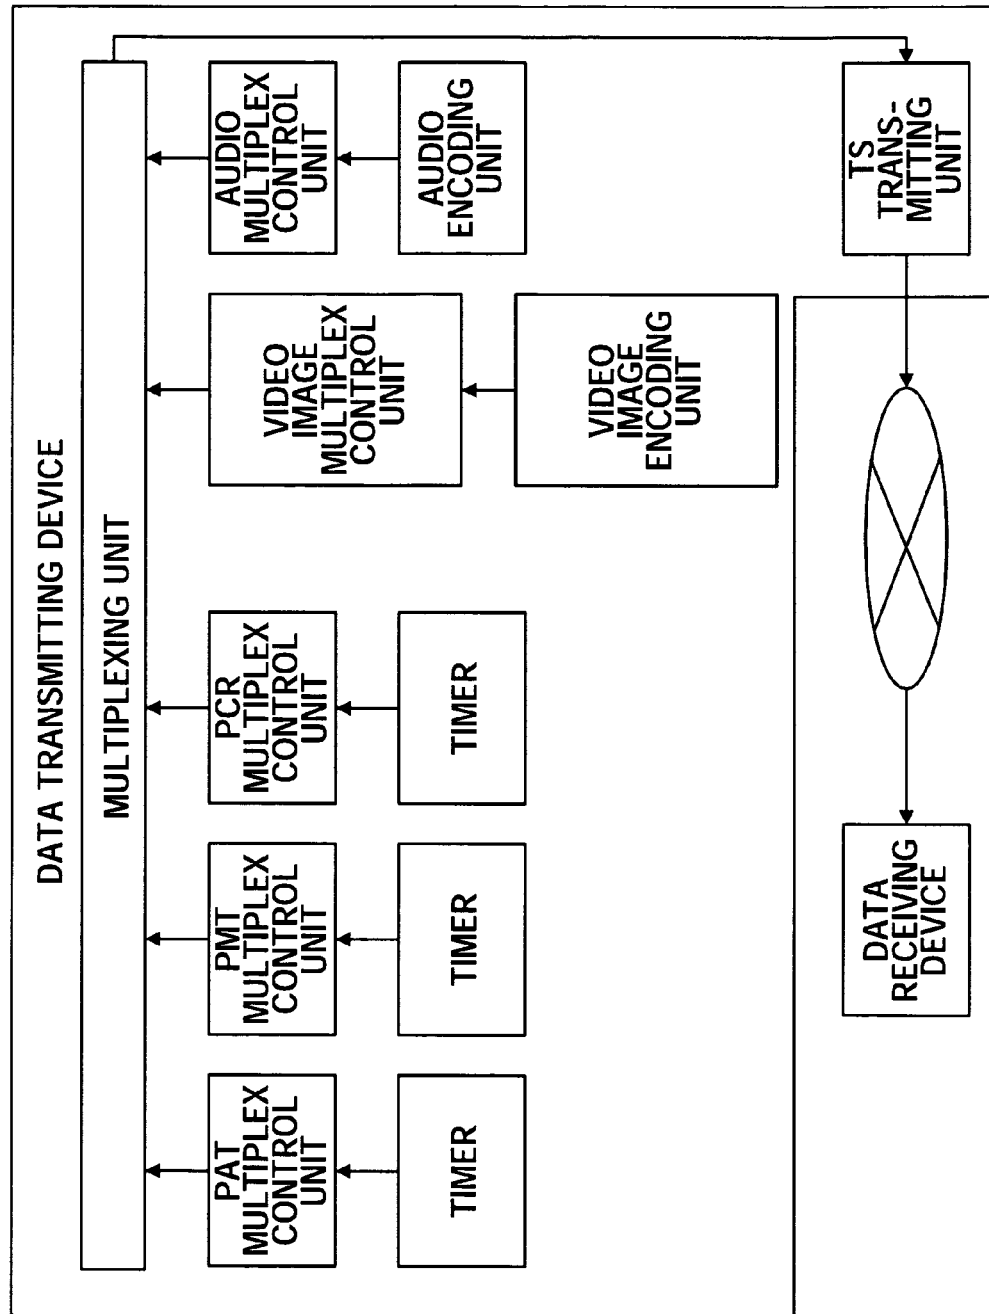 DATA TRANSMITTING DEVICE
MULTIPLEXING UNIT
PAT
MULTIPLEX
CONTROL
UNIT
PMT
MULTIPLEX
CONTROL
UNIT
PCR
MULTIPLEX
CONTROL
UNIT
VIDEO
IMAGE
MULTIPLEX
CONTROL
UNIT
AUDIO
MULTIPLEX
CONTROL
UNIT
TIMER
TIMER
TIMER
VIDEO
IMAGE
ENCODING
UNIT
AUDIO
ENCODING
UNIT
DATA
RECEIVING
DEVICE
TS
TRANS-
MITTING
UNIT